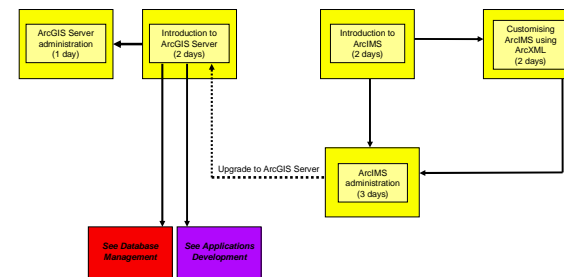 ArcGIS Server
administration
(1 day)
Introduction to
ArcGIS Server
(2 days)
Introduction to
ArcIMS
(2 days)
Customising
ArcIMS using
ArcXML
(2 days)
Upgrade to ArcGIS Server
ArcIMS
administration
(3 days)
See Database
Management
See Applications
Development